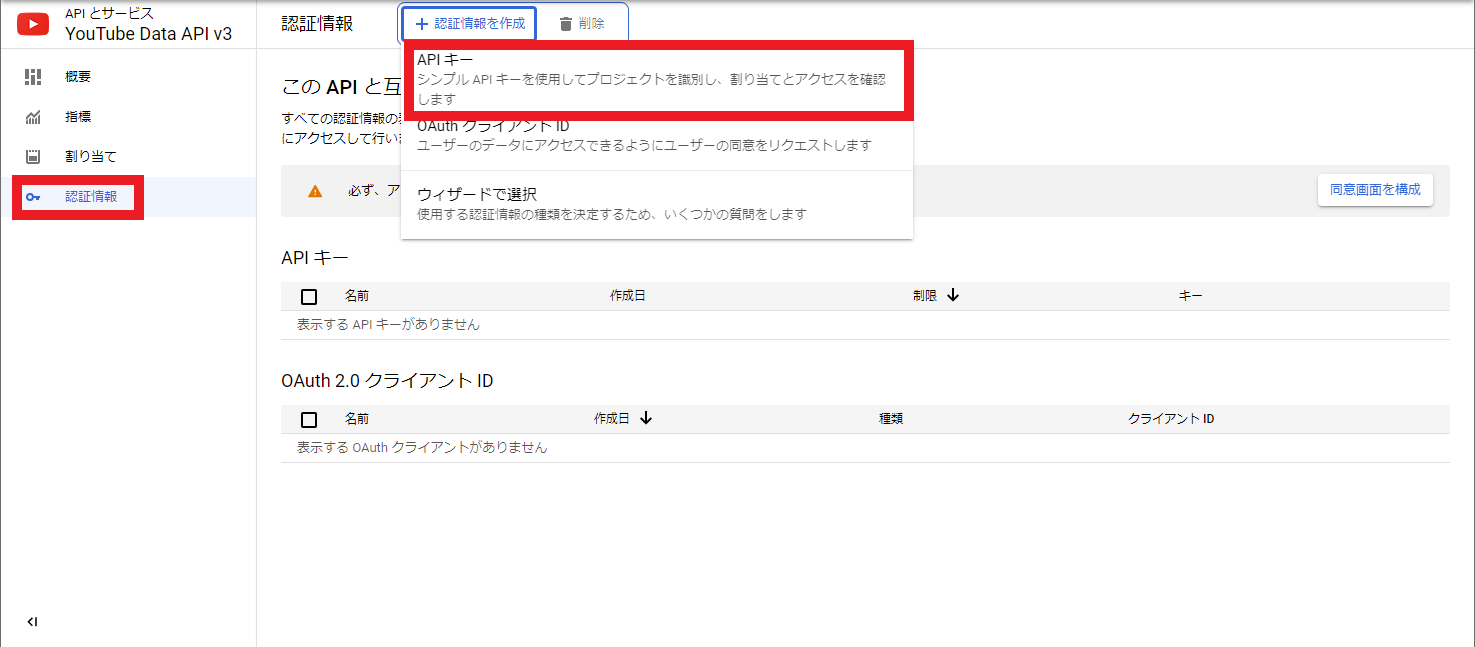 API とサービス
YouTube Data API v3
概要
指標
割り当て
認証情報
認証情報
認証情報を作成
削除
API キー
シンプル API キーを使用してプロジェクトを識別し、割り当てとアクセスを確認
します
OAuth クライアント ID
ユーザーのデータにアクセスできるようにユーザーの同意をリクエストします
ウィザードで選択
使用する認証情報の種類を決定するため、いくつかの質問をします
この API と互
すべての認証情報の
にアクセスして行い
必ず、ア
同意画面を構成
API キー
名前 作成日 制限 キー
表示する API キーがありません
OAuth 2.0 クライアント ID
名前 作成日 種類 クライアント ID
表示する OAuth クライアントがありません